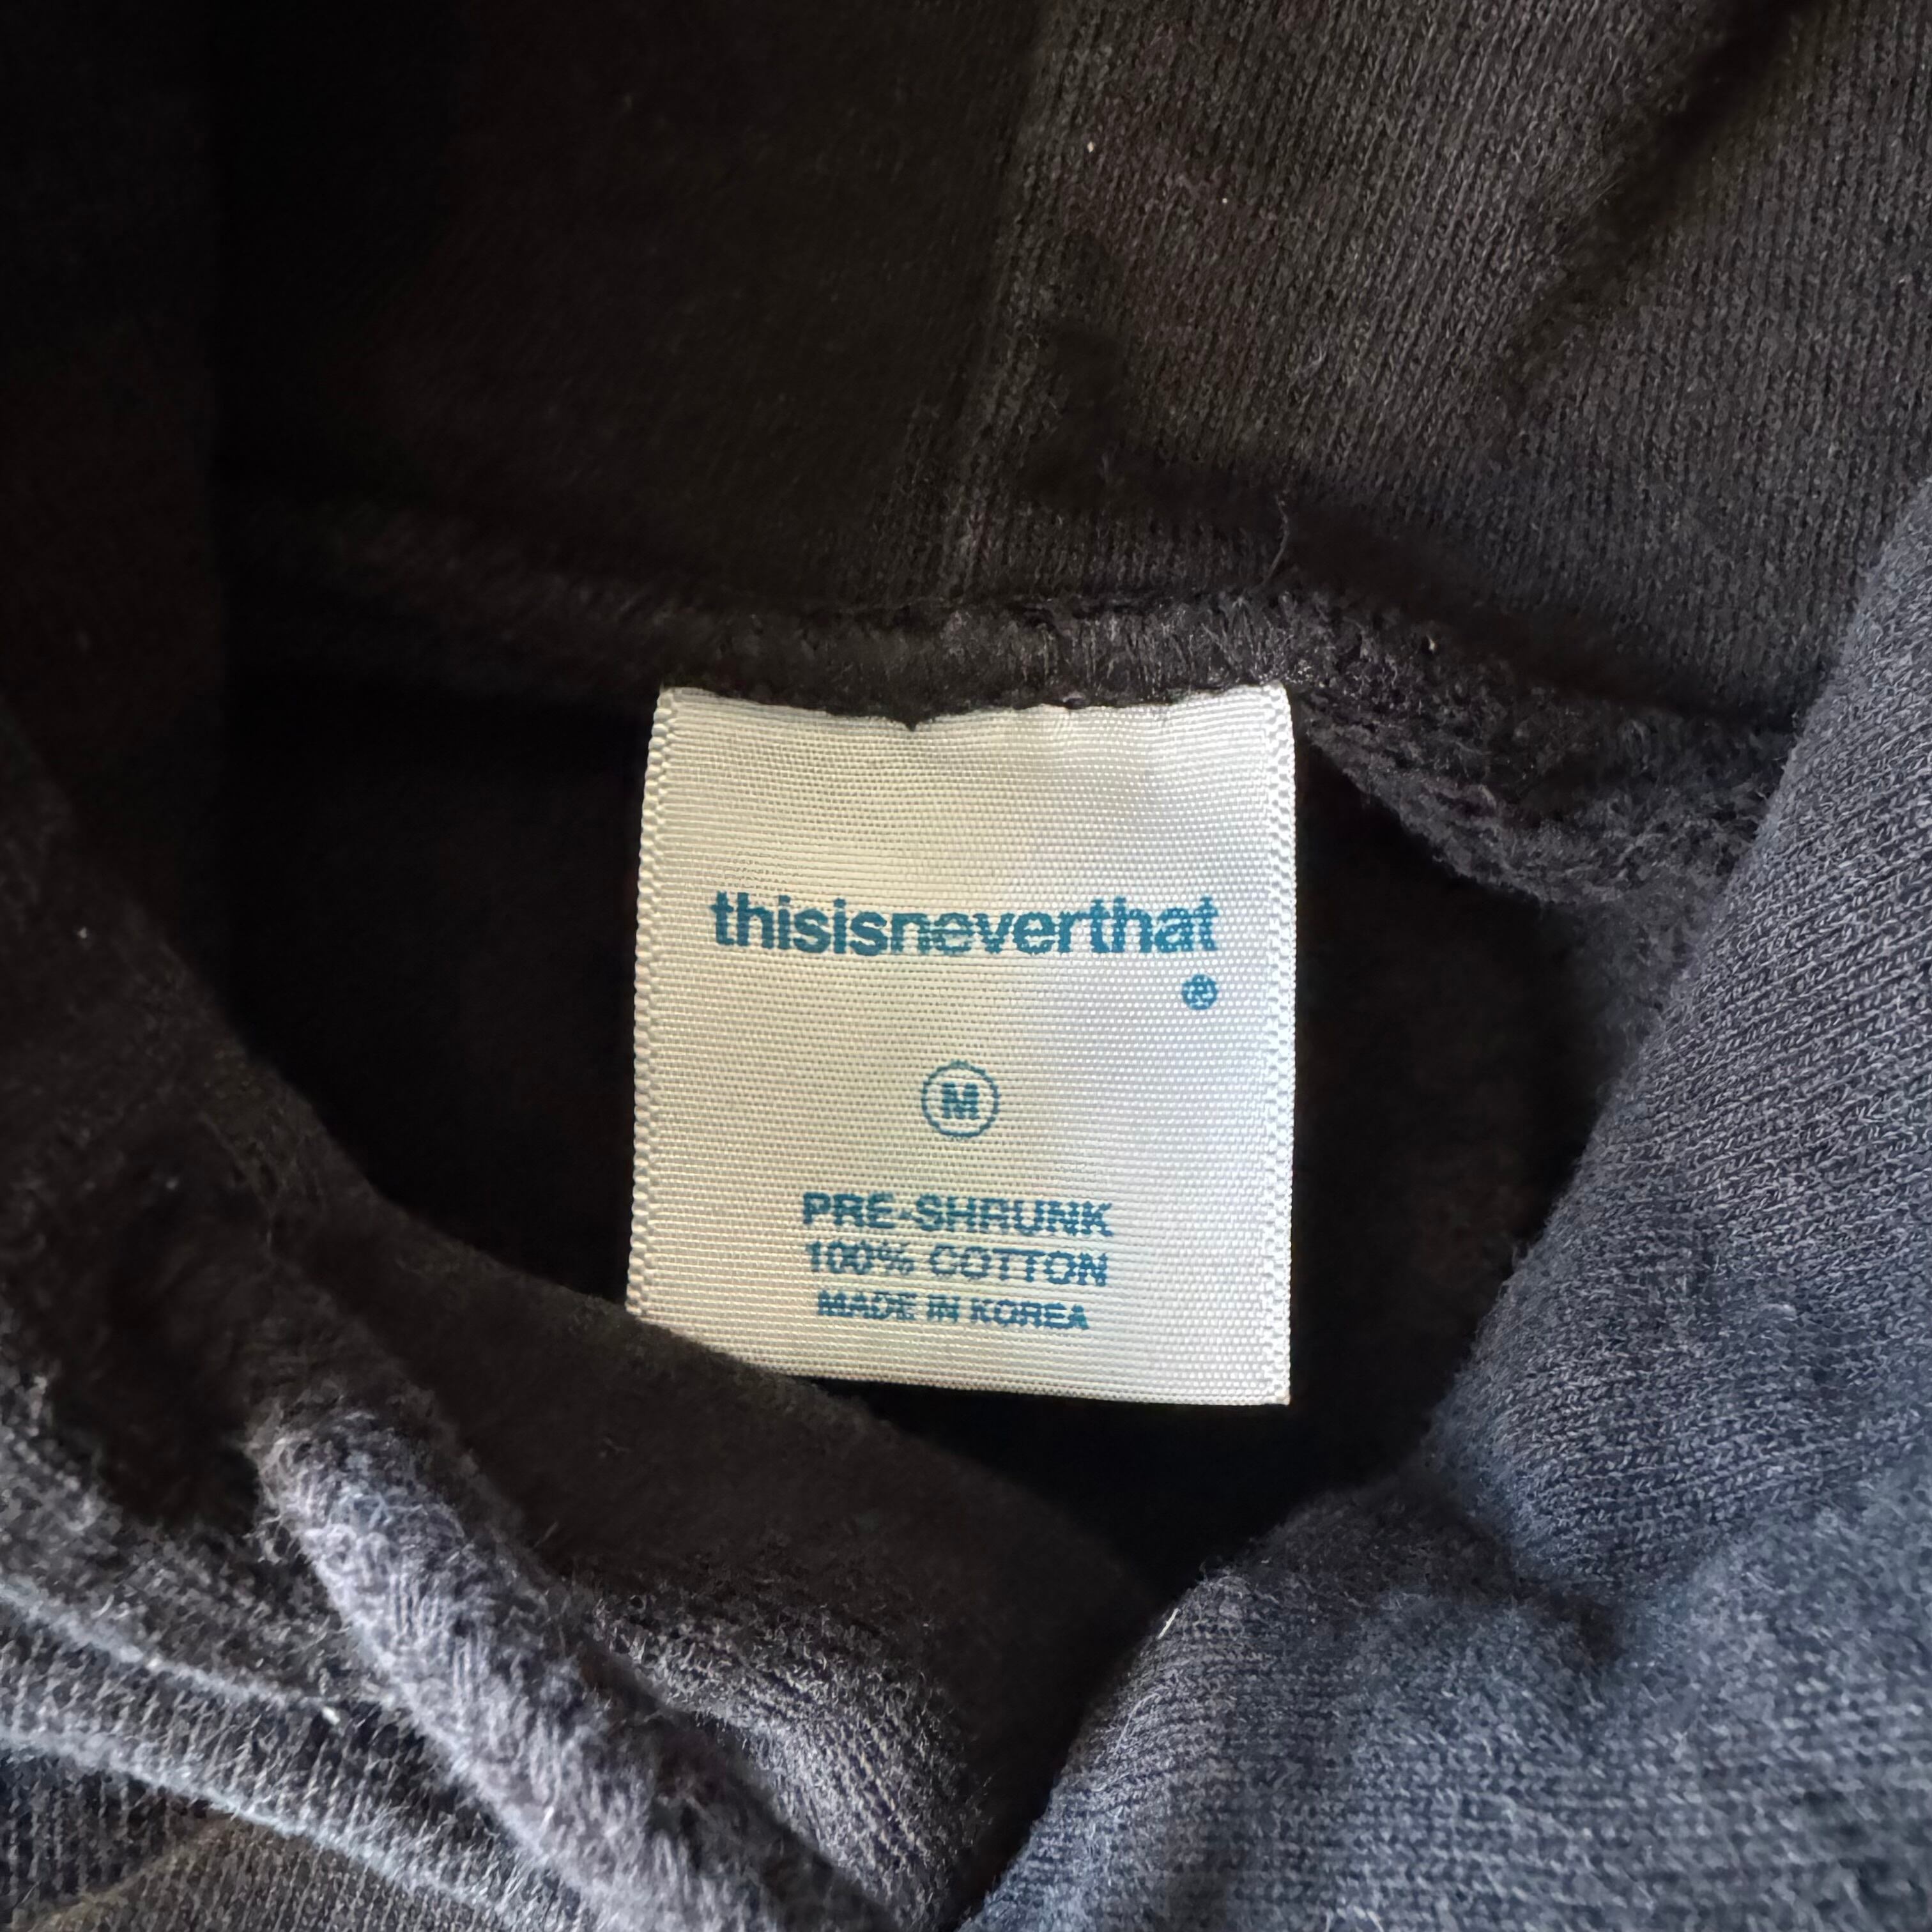 thisisneverthat
®
M
PRE-SHRUNK
100% COTTON
MADE IN KOREA